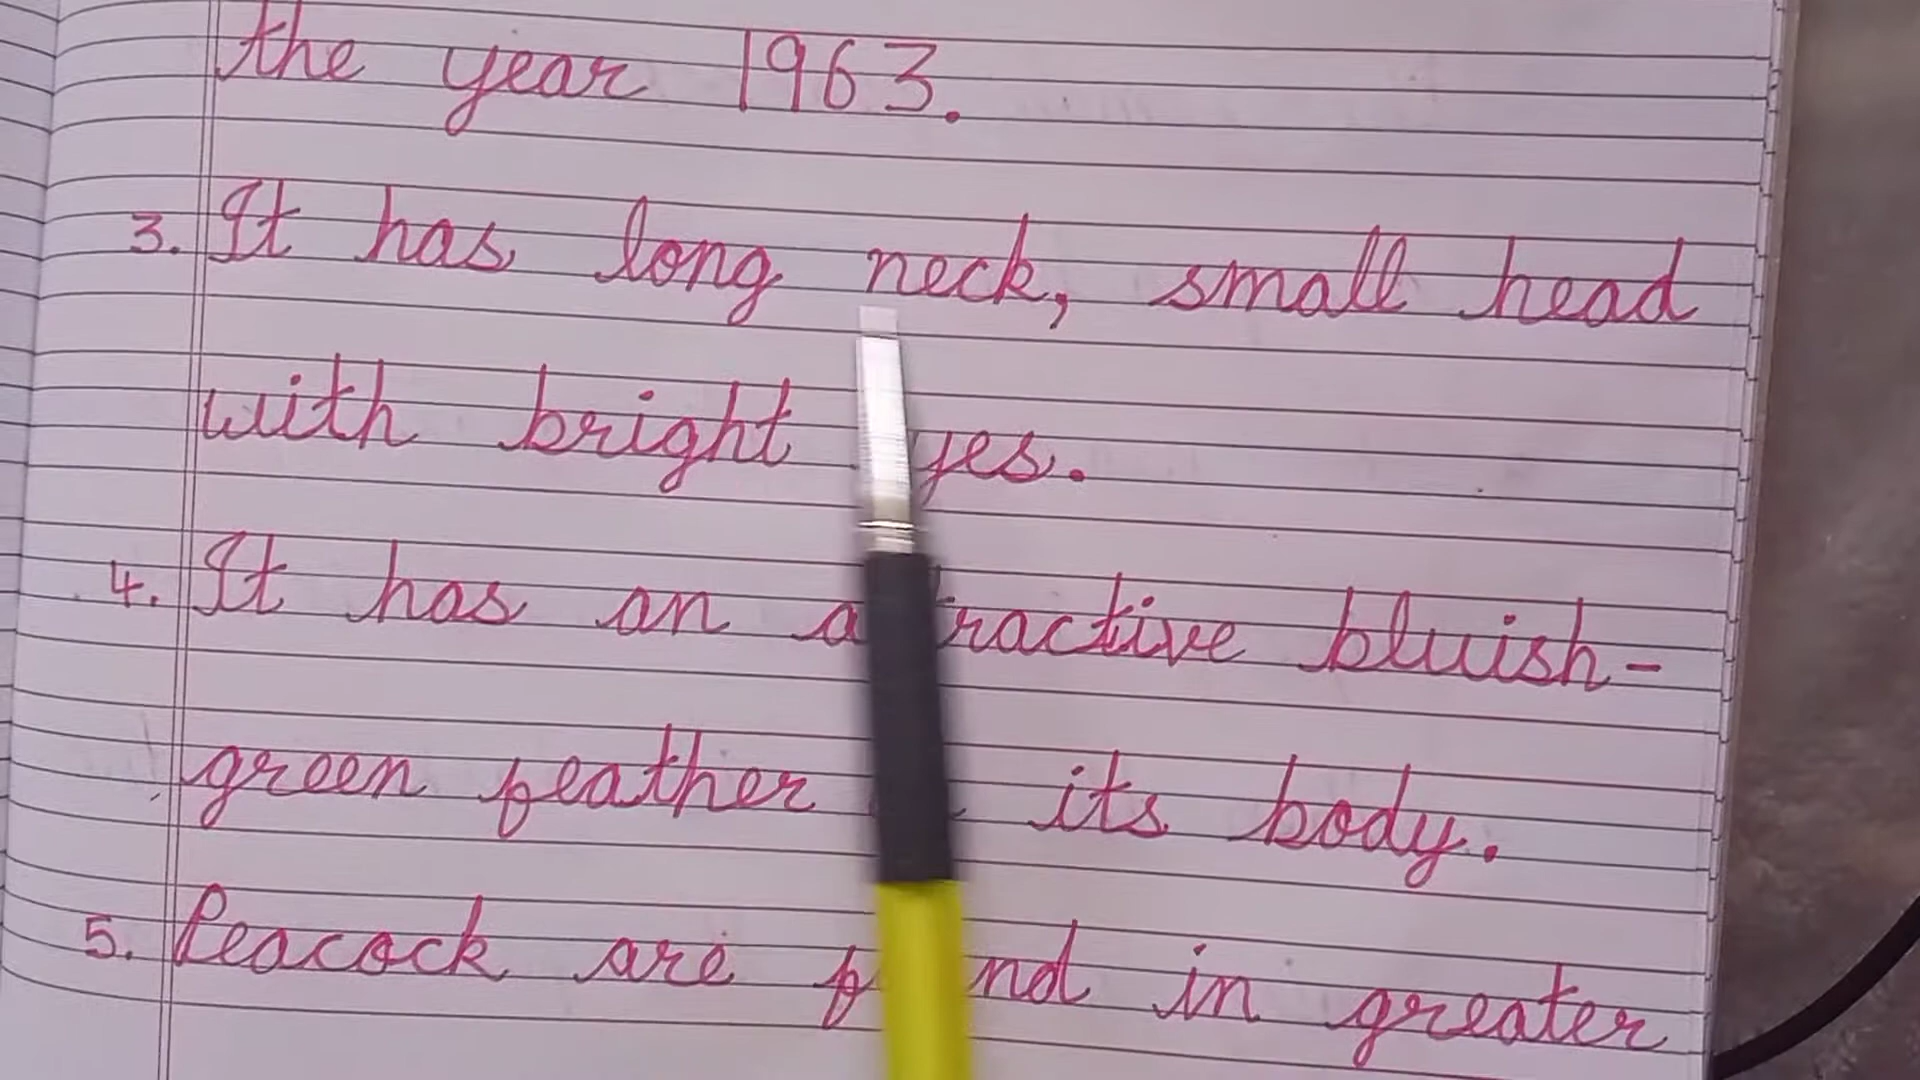 the year 1963.
3. It has long neck, small head
with bright yes.
4. It has an a ractive bluish-
green feather its body.
5. Peacock are f nd in greater